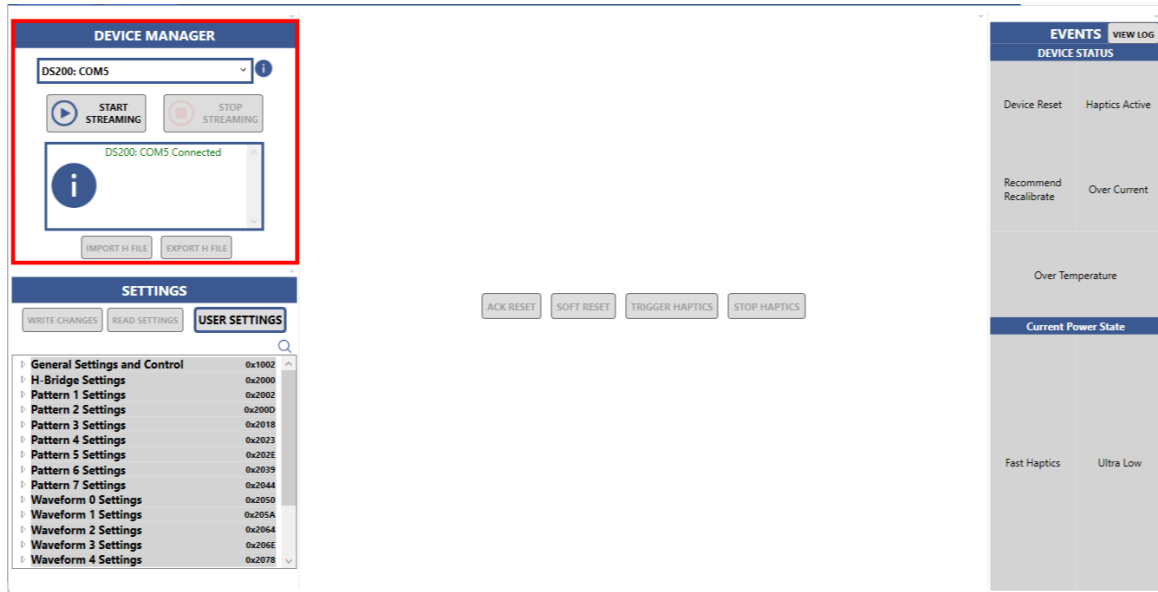 DEVICE MANAGER
DS200: COM5
i
START STREAMING
STOP STREAMING
DS200: COM5 Connected
i
IMPORT H FILE
EXPORT H FILE
SETTINGS
WRITE CHANGES
READ SETTINGS
USER SETTINGS
General Settings and Control 0x1002
H-Bridge Settings 0x2000
Pattern 1 Settings 0x2002
Pattern 2 Settings 0x200D
Pattern 3 Settings 0x2018
Pattern 4 Settings 0x2023
Pattern 5 Settings 0x202E
Pattern 6 Settings 0x2039
Pattern 7 Settings 0x2044
Waveform 0 Settings 0x2050
Waveform 1 Settings 0x205A
Waveform 2 Settings 0x2064
Waveform 3 Settings 0x206E
Waveform 4 Settings 0x2078
ACK RESET
SOFT RESET
TRIGGER HAPTICS
STOP HAPTICS
EVENTS
VIEW LOG
DEVICE STATUS
Device Reset
Haptics Active
Recommend
Recalibrate
Over Current
Over Temperature
Current Power State
Fast Haptics
Ultra Low